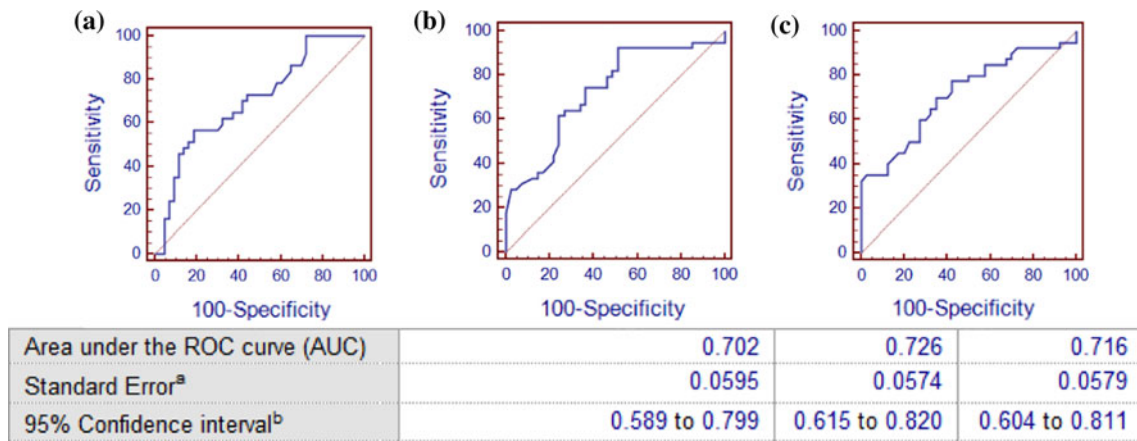 (a) (b) (c)
Sensitivity
100
80
60
40
20
0
0 20 40 60 80 100
100-Specificity
Sensitivity
100
80
60
40
20
0
0 20 40 60 80 100
100-Specificity
Sensitivity
100
80
60
40
20
0
0 20 40 60 80 100
100-Specificity
Area under the ROC curve (AUC) 0.702 0.726 0.716
Standard Errorª 0.0595 0.0574 0.0579
95% Confidence intervalᵇ 0.589 to 0.799 0.615 to 0.820 0.604 to 0.811